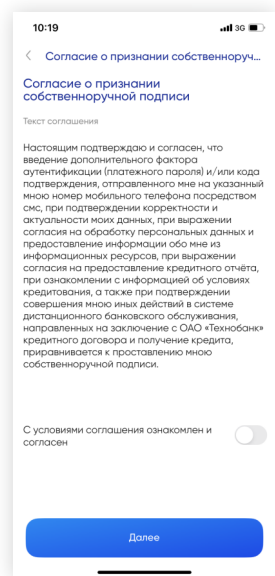 10:19
3G
Согласие о признании собственноруч...
Согласие о признании
собственноручной подписи
Текст соглашения
Настоящим подтверждаю и согласен, что
введение дополнительного фактора
аутентификации (платежного пароля) и/или кода
подтверждения, отправленного мне на указанный
мною номер мобильного телефона посредством
смс, при подтверждении корректности и
актуальности моих данных, при выражении
согласия на обработку персональных данных и
предоставление информации обо мне из
информационных ресурсов, при выражении
согласия на предоставление кредитного отчёта,
при ознакомлении с информацией об условиях
кредитования, а также при подтверждении
совершения мною иных действий в системе
дистанционного банковского обслуживания,
направленных на заключение с ОАО «Технобанк»
кредитного договора и получение кредита,
приравнивается к проставлению мною
собственноручной подписи.
С условиями соглашения ознакомлен и
согласен
Далее